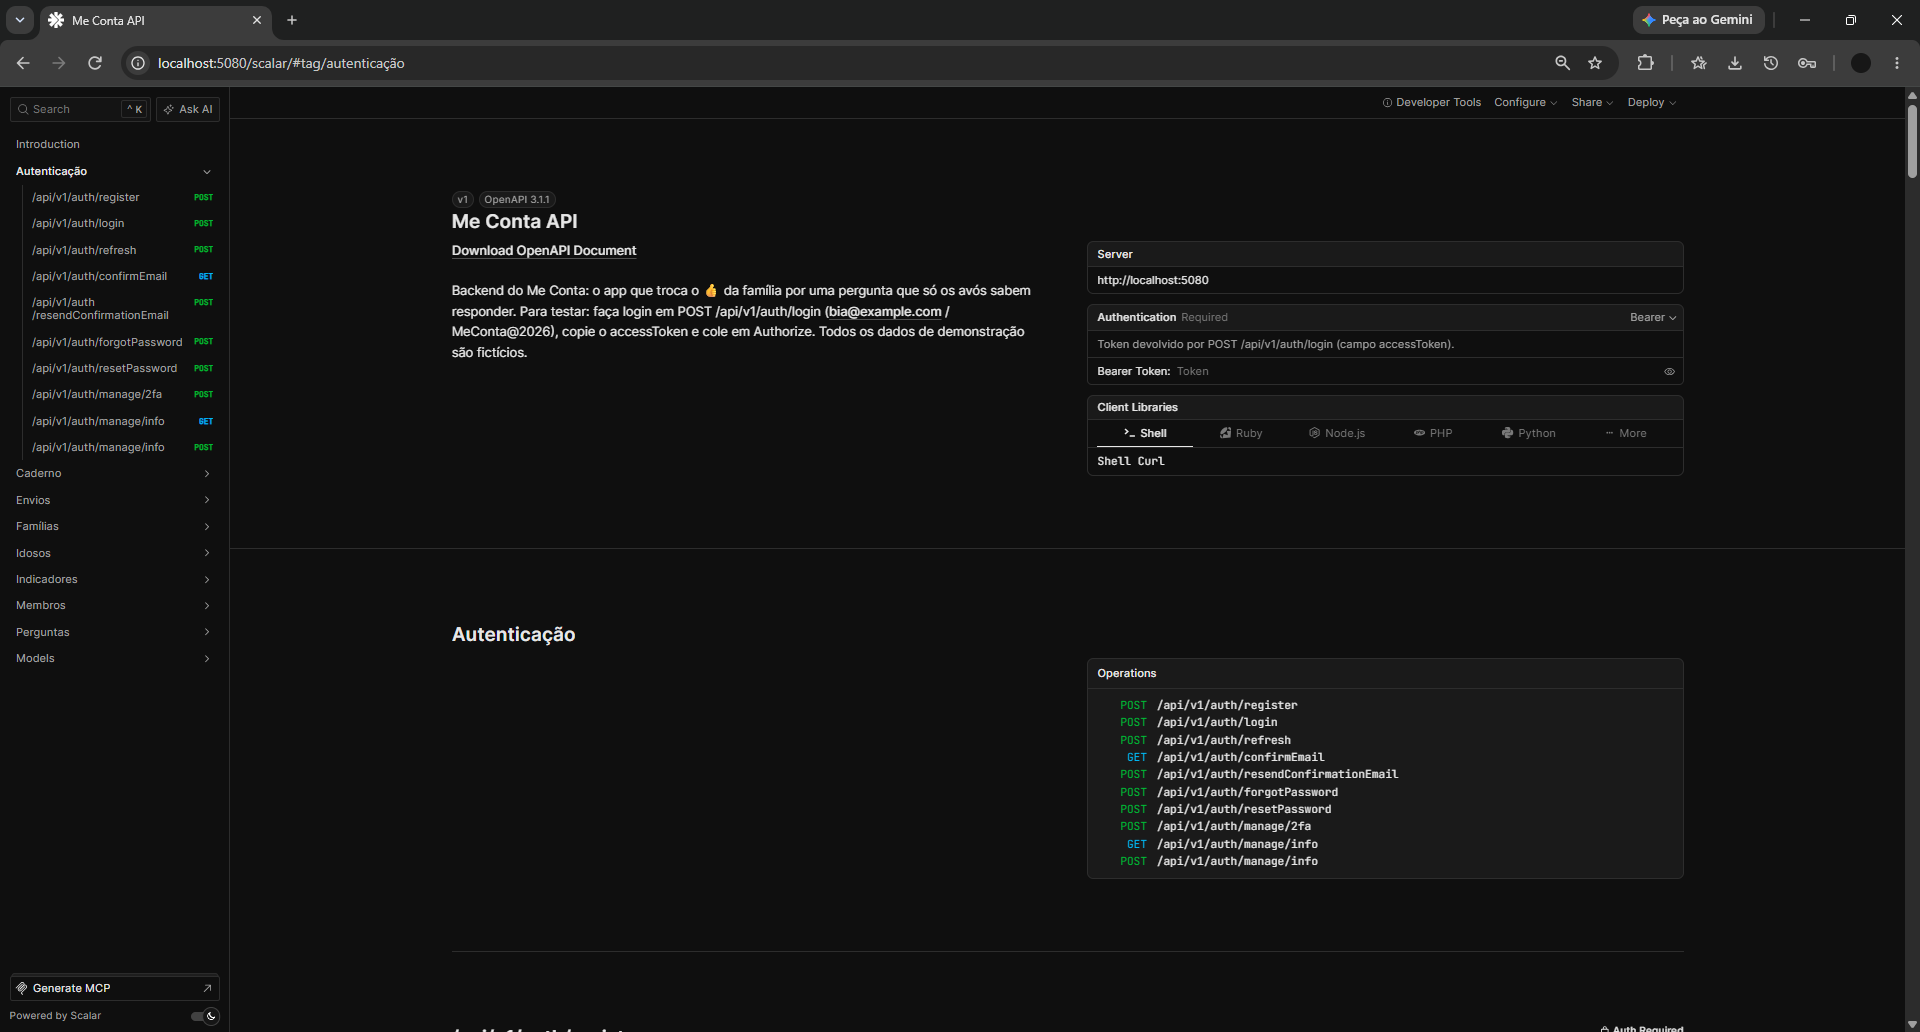 Me Conta API
Peça ao Gemini
localhost:5080/scalar/#tag/autenticação
Search
^ K
Ask AI
Developer Tools
Configure
Share
Deploy
Introduction
Autenticação
/api/v1/auth/register POST
/api/v1/auth/login POST
/api/v1/auth/refresh POST
/api/v1/auth/confirmEmail GET
/api/v1/auth POST
/resendConfirmationEmail
/api/v1/auth/forgotPassword POST
/api/v1/auth/resetPassword POST
/api/v1/auth/manage/2fa POST
/api/v1/auth/manage/info GET
/api/v1/auth/manage/info POST
Caderno
Envios
Famílias
Idosos
Indicadores
Membros
Perguntas
Models
Generate MCP
Powered by Scalar
v1 OpenAPI 3.1.1
Me Conta API
Download OpenAPI Document
Backend do Me Conta: o app que troca o 👍 da família por uma pergunta que só os avós sabem
responder. Para testar: faça login em POST /api/v1/auth/login (bia@example.com /
MeConta@2026), copie o accessToken e cole em Authorize. Todos os dados de demonstração
são fictícios.
Server
http://localhost:5080
Authentication Required Bearer
Token devolvido por POST /api/v1/auth/login (campo accessToken).
Bearer Token: Token
Client Libraries
Shell Ruby Node.js PHP Python More
Shell Curl
Autenticação
Operations
POST /api/v1/auth/register
POST /api/v1/auth/login
POST /api/v1/auth/refresh
GET /api/v1/auth/confirmEmail
POST /api/v1/auth/resendConfirmationEmail
POST /api/v1/auth/forgotPassword
POST /api/v1/auth/resetPassword
POST /api/v1/auth/manage/2fa
GET /api/v1/auth/manage/info
POST /api/v1/auth/manage/info
Auth Required